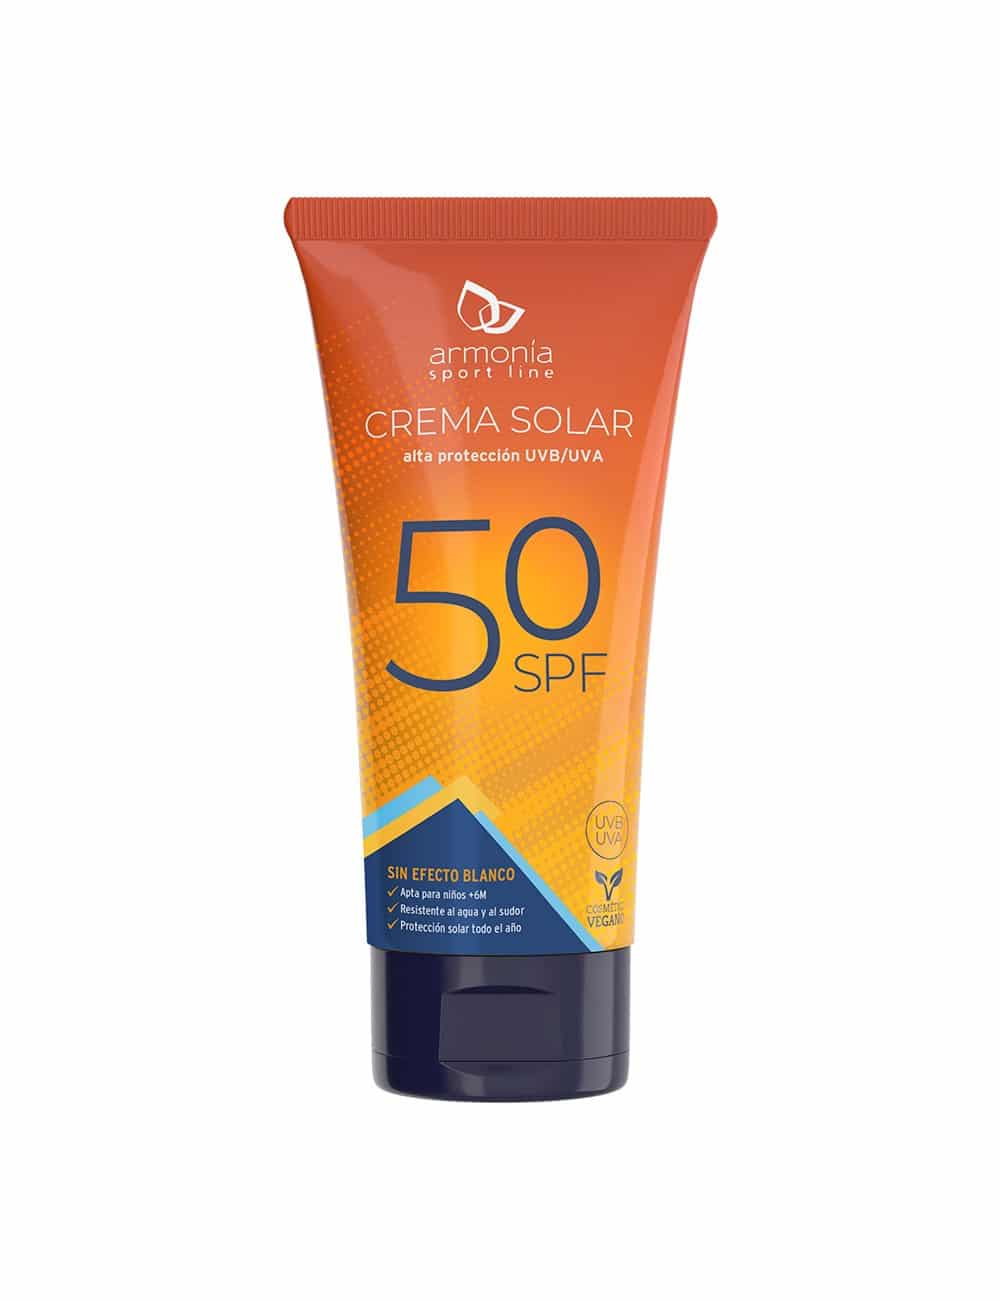 armonía
sport line
CREMA SOLAR
alta protección UVB/UVA
50
SPF
SIN EFECTO BLANCO
Apta para niños +6M
Resistente al agua y al sudor
Protección solar todo el año
UVB
UVA
COSMÉTIC
VEGANO